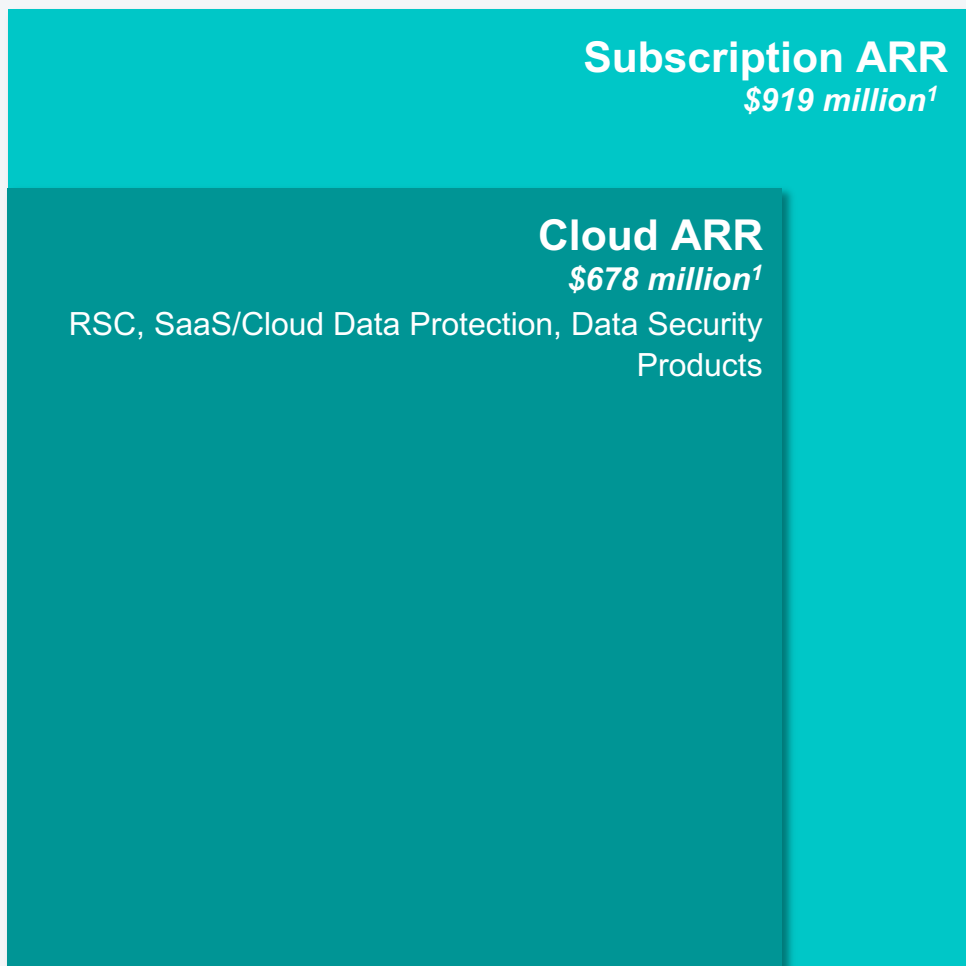 Subscription ARR
$919 million¹
Cloud ARR
$678 million¹
RSC, SaaS/Cloud Data Protection, Data Security
Products